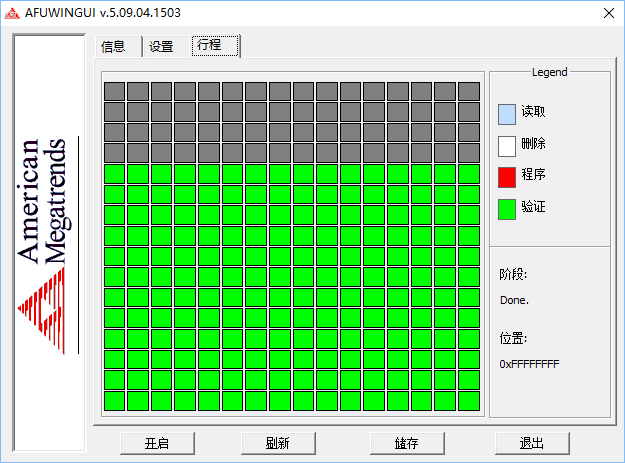 AFUWINGUI v.5.09.04.1503
American
Megatrends
信息
设置
行程
Legend
读取
删除
程序
验证
阶段:
Done.
位置:
0xFFFFFFFF
开启
刷新
储存
退出